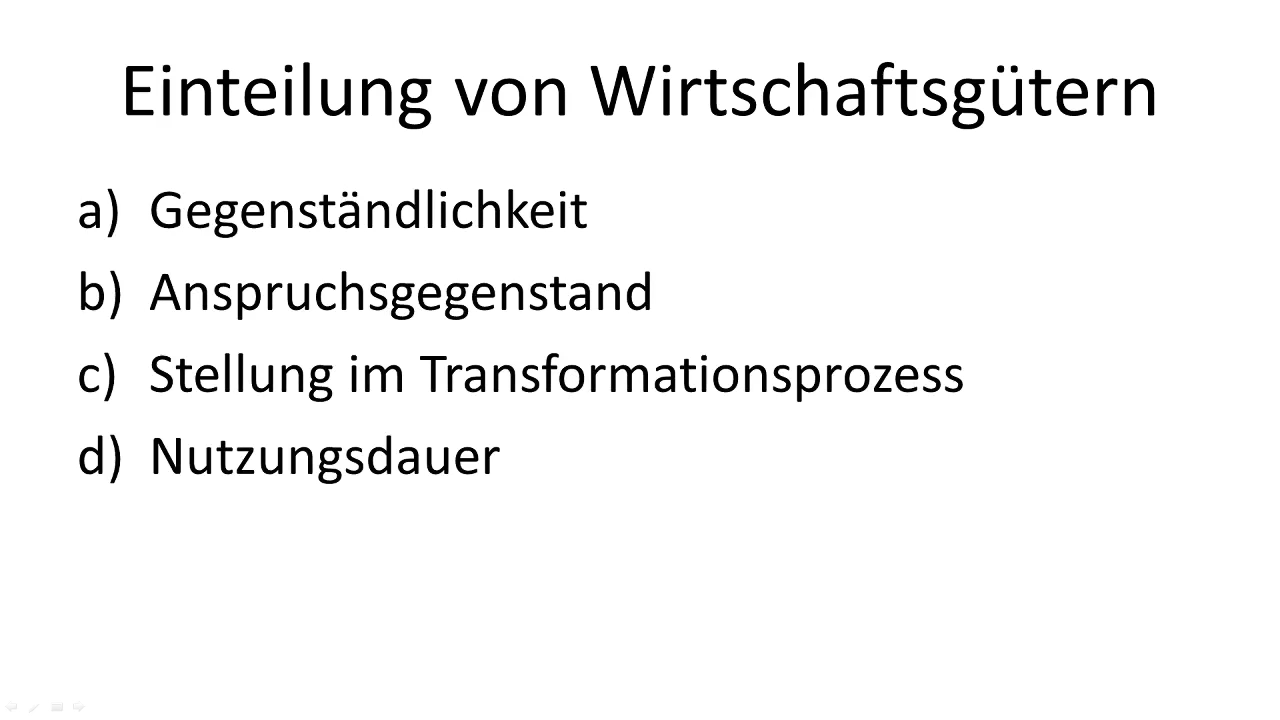 Einteilung von Wirtschaftsgütern
a) Gegenständlichkeit
b) Anspruchsgegenstand
c) Stellung im Transformationsprozess
d) Nutzungsdauer